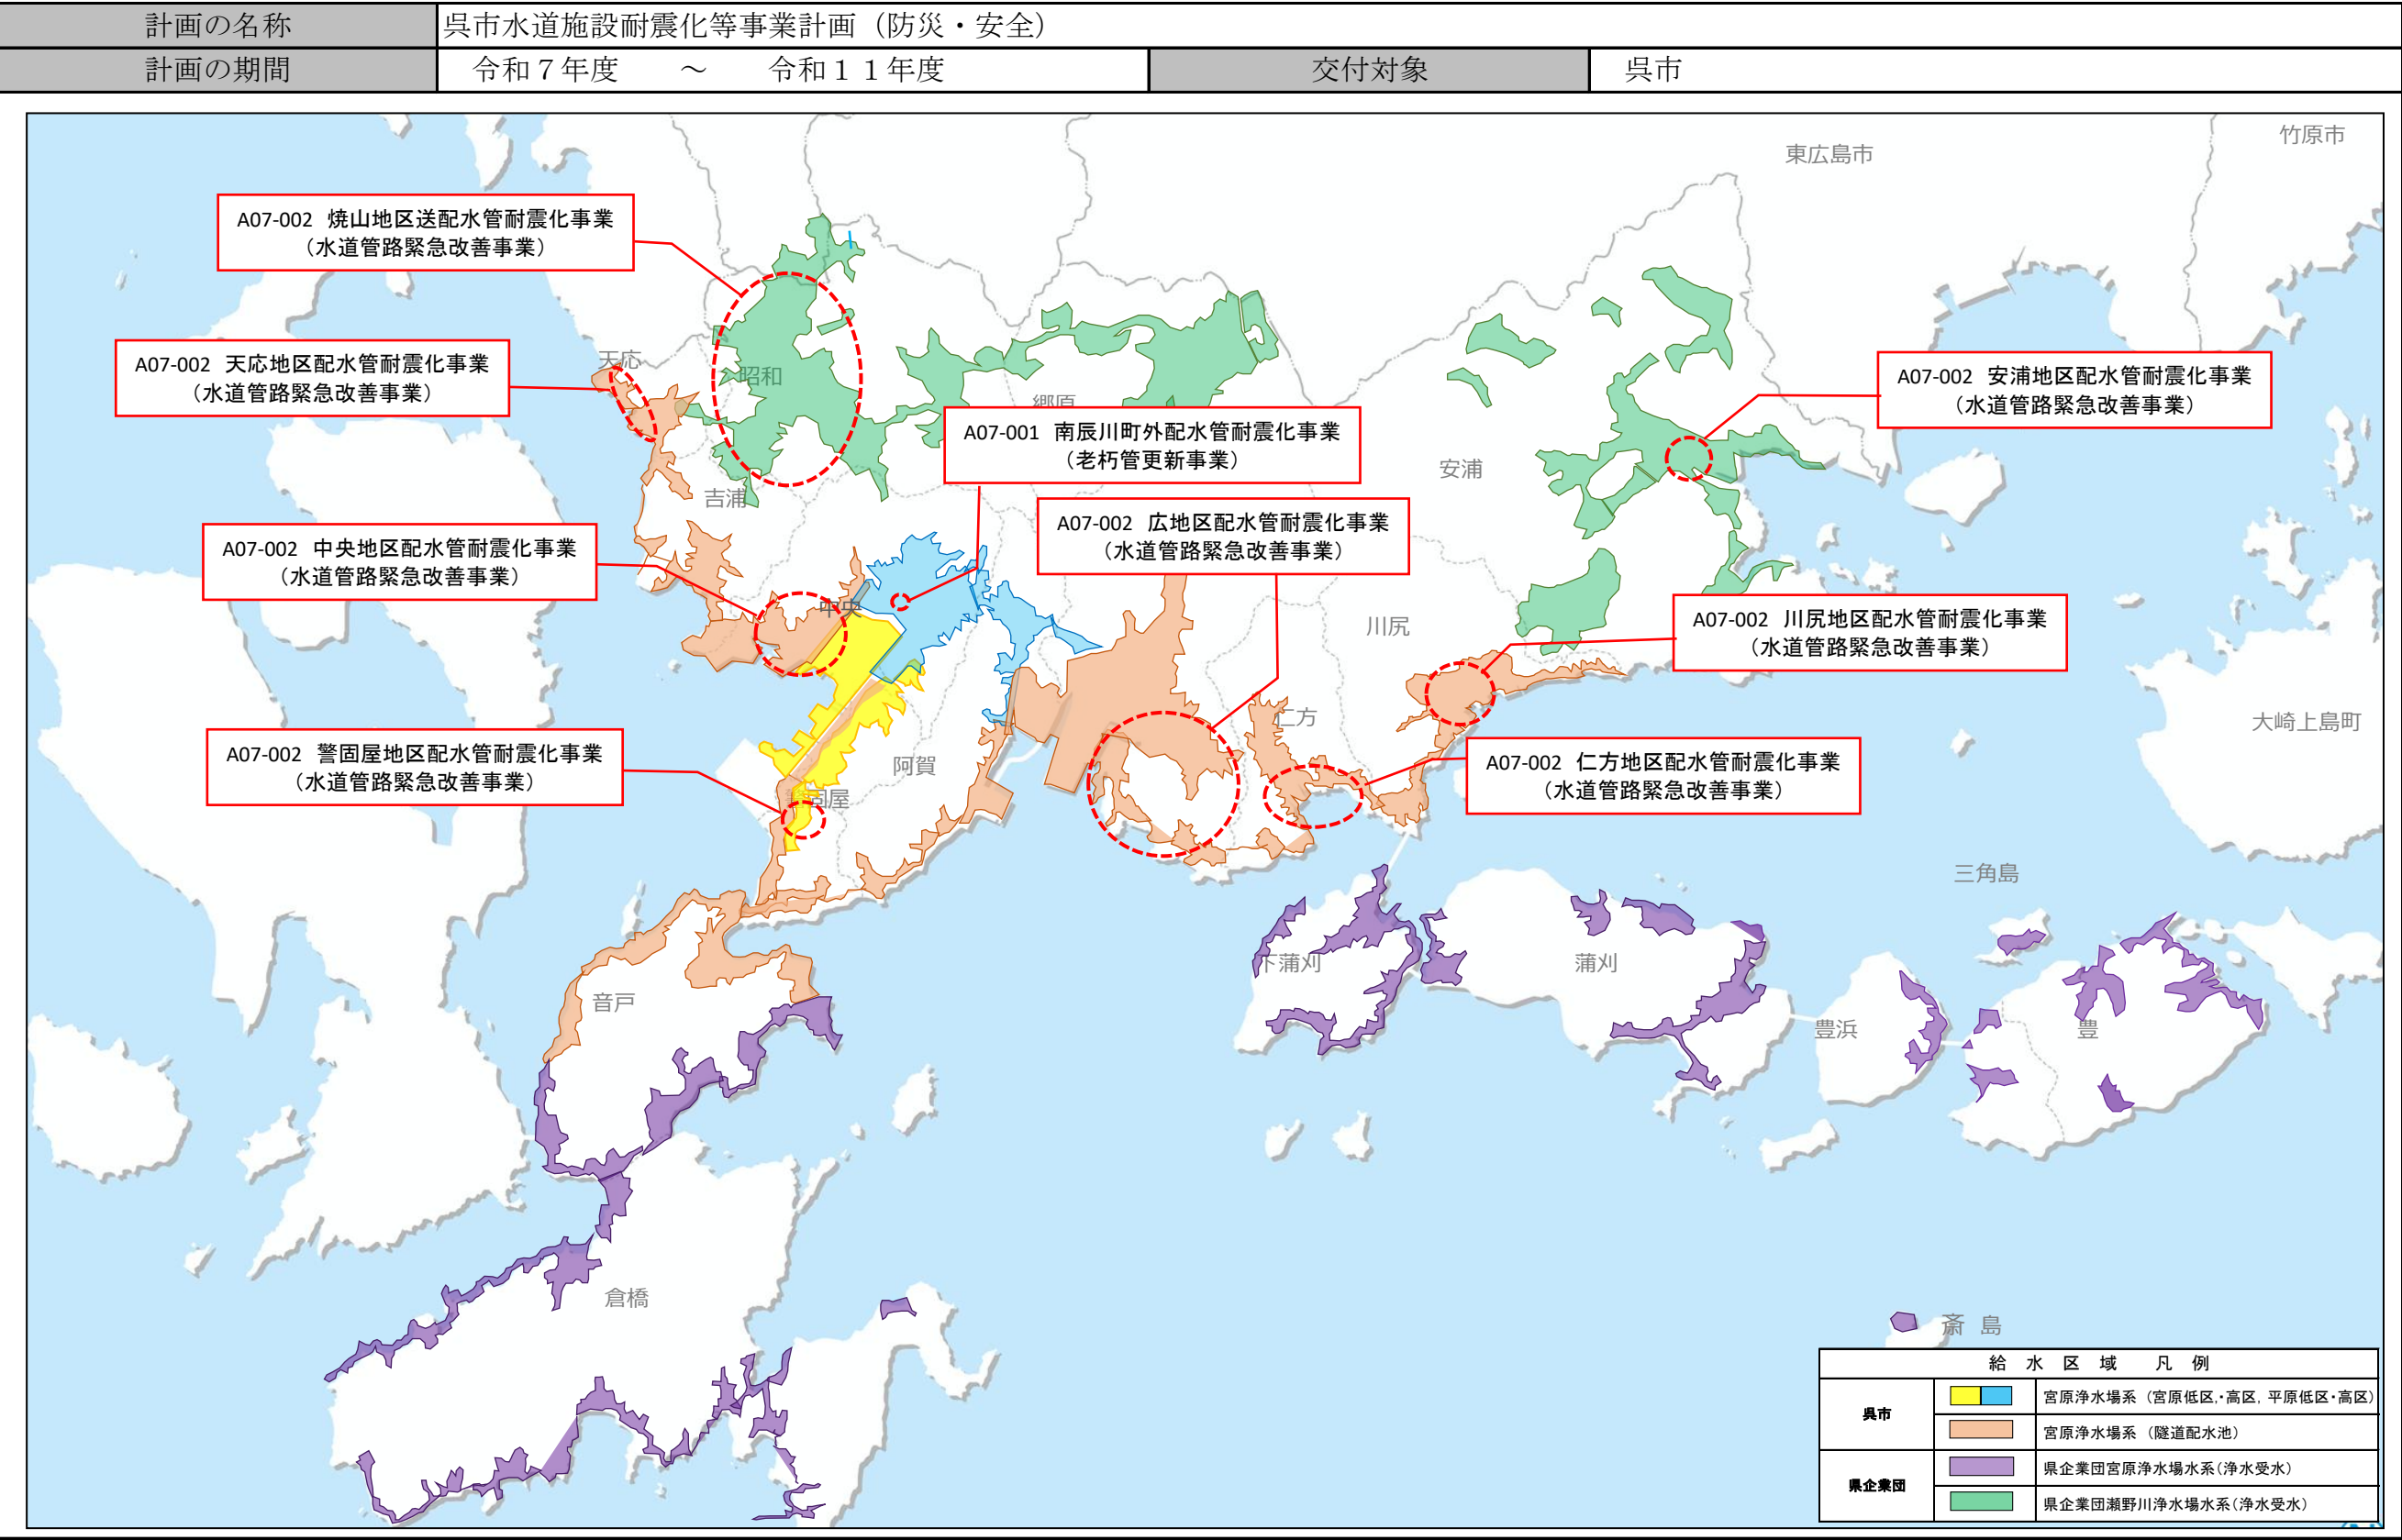 計画の名称
呉市水道施設耐震化等事業計画（防災・安全）
計画の期間
令和７年度　～　令和１１年度
交付対象
呉市
竹原市
東広島市
A07-002 焼山地区送配水管耐震化事業
（水道管路緊急改善事業）
天応
A07-002 天応地区配水管耐震化事業
（水道管路緊急改善事業）
昭和
郷原
A07-002 安浦地区配水管耐震化事業
（水道管路緊急改善事業）
A07-001 南辰川町外配水管耐震化事業
（老朽管更新事業）
安浦
吉浦
A07-002 広地区配水管耐震化事業
（水道管路緊急改善事業）
A07-002 中央地区配水管耐震化事業
（水道管路緊急改善事業）
中央
川尻
A07-002 川尻地区配水管耐震化事業
（水道管路緊急改善事業）
仁方
大崎上島町
A07-002 警固屋地区配水管耐震化事業
（水道管路緊急改善事業）
阿賀
A07-002 仁方地区配水管耐震化事業
（水道管路緊急改善事業）
警固屋
三角島
下蒲刈
蒲刈
音戸
豊浜
豊
倉橋
斎島
給水区域　凡例
呉市
宮原浄水場系（宮原低区,・高区, 平原低区・高区）
宮原浄水場系（隧道配水池）
県企業団
県企業団宮原浄水場水系（浄水受水）
県企業団瀬野川浄水場水系（浄水受水）